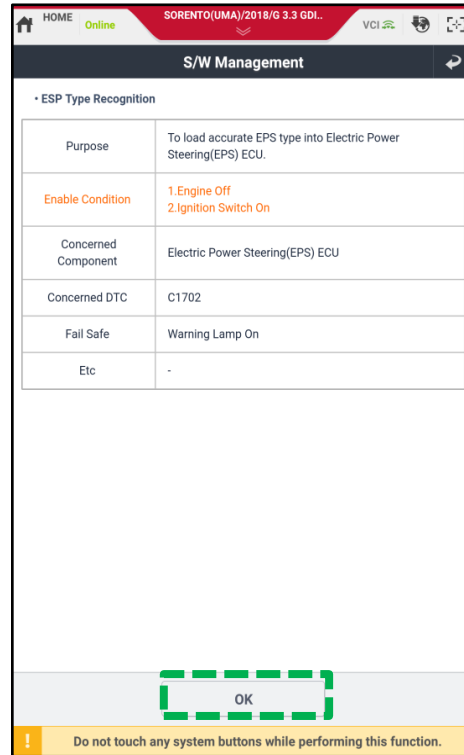 HOME
Online
SORENTO(UMA)/2018/G 3.3 GDI..
VCI
S/W Management
• ESP Type Recognition
Purpose
To load accurate EPS type into Electric Power
Steering(EPS) ECU.
Enable Condition
1.Engine Off
2.Ignition Switch On
Concerned
Component
Electric Power Steering(EPS) ECU
Concerned DTC
C1702
Fail Safe
Warning Lamp On
Etc
-
OK
! Do not touch any system buttons while performing this function.